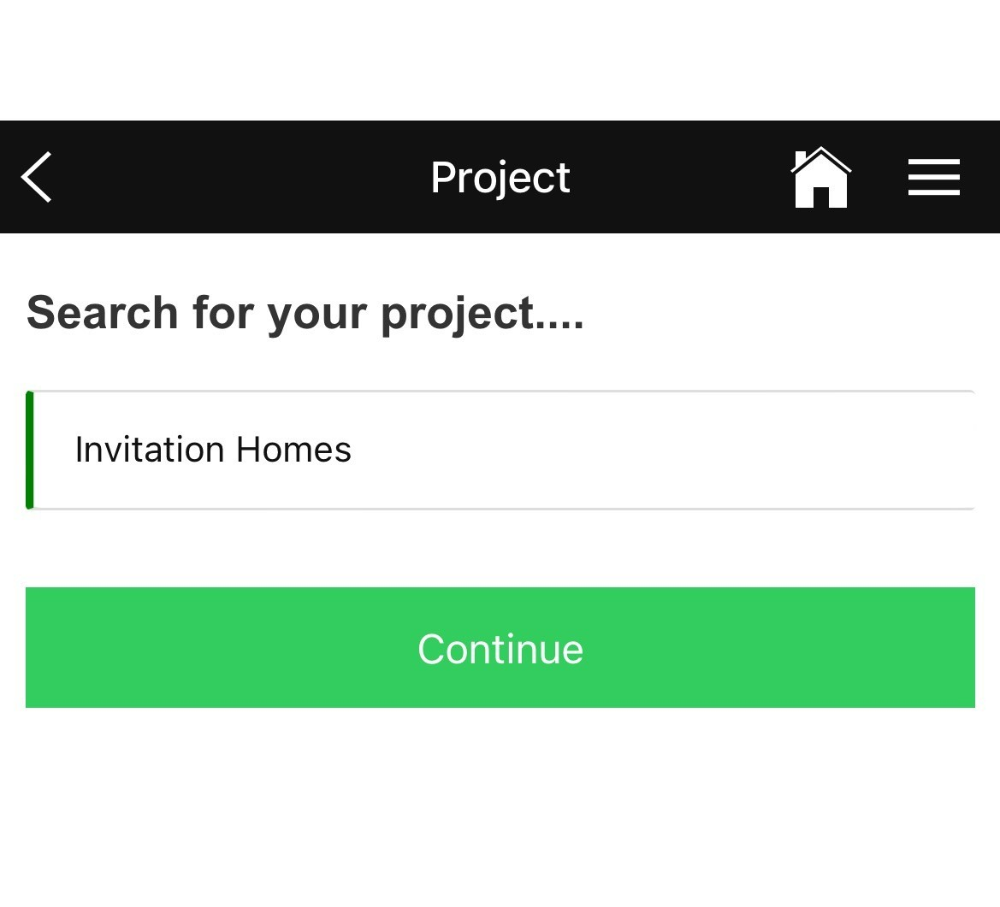 Project
Search for your project....
Invitation Homes
Continue